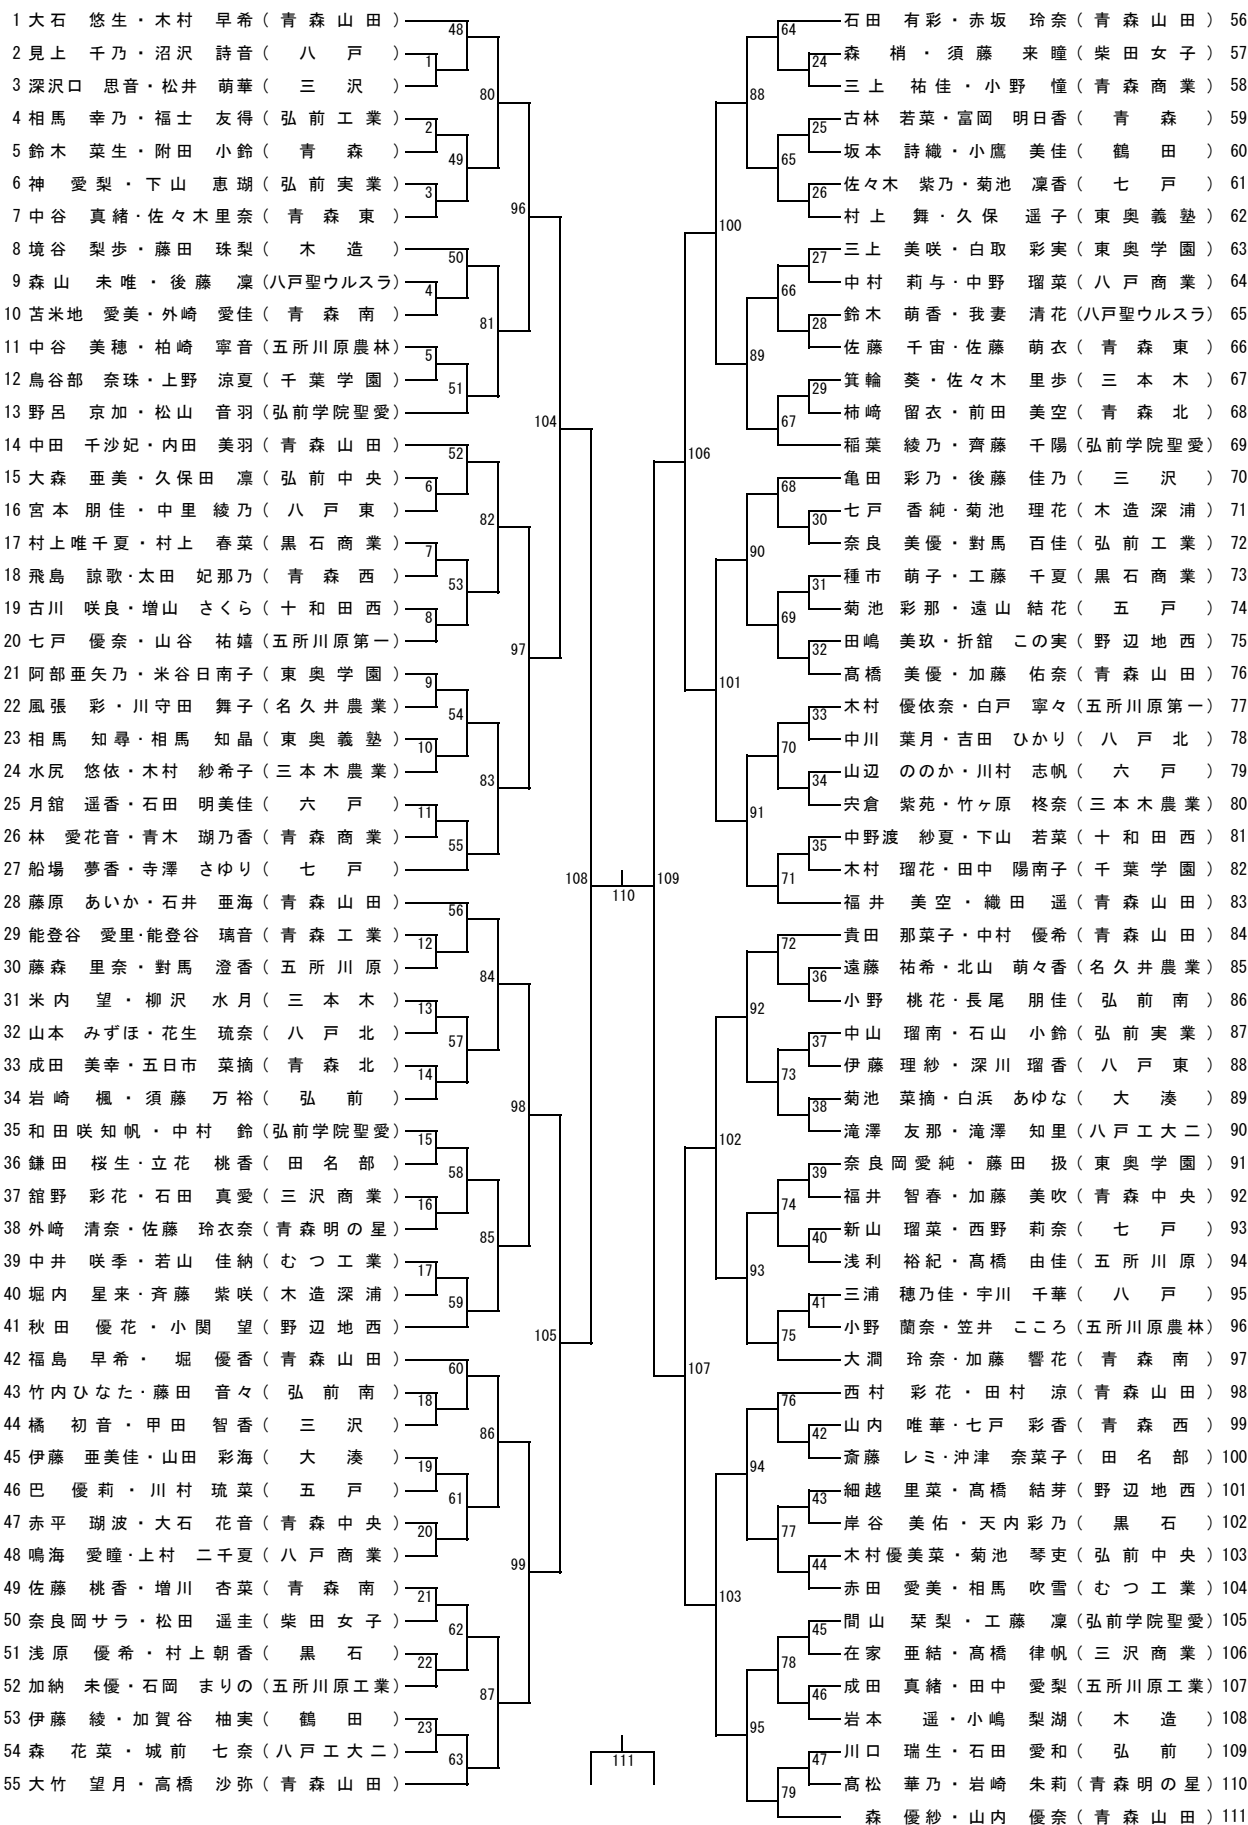 1 大石 悠生・木村 早希 ( 青森山田 )
2 見上 千乃・沼沢 詩音 ( 八戸 )
3 深沢口 思音・松井 萌華 ( 三沢 )
4 相馬 幸乃・福士 友得 ( 弘前工業 )
5 鈴木 菜生・附田 小鈴 ( 青森 )
6 神 愛梨・下山 恵瑚 ( 弘前実業 )
7 中谷 真緒・佐々木里奈 ( 青森東 )
8 境谷 梨歩・藤田 珠梨 ( 木造 )
9 森山 未唯・後藤 凜 (八戸聖ウルスラ)
10 苫米地 愛美・外崎 愛佳 ( 青森南 )
11 中谷 美穂・柏崎 寧音 (五所川原農林)
12 鳥谷部 奈珠・上野 涼夏 ( 千葉学園 )
13 野呂 京加・松山 音羽 (弘前学院聖愛)
14 中田 千沙妃・内田 美羽 ( 青森山田 )
15 大森 亜美・久保田 凛 ( 弘前中央 )
16 宮本 朋佳・中里 綾乃 ( 八戸東 )
17 村上唯千夏・村上 春菜 ( 黒石商業 )
18 飛島 諒歌・太田 妃那乃 ( 青森西 )
19 古川 咲良・増山 さくら ( 十和田西 )
20 七戸 優奈・山谷 祐嬉 (五所川原第一)
21 阿部亜矢乃・米谷日南子 ( 東奥学園 )
22 風張 彩・川守田 舞子 (名久井農業)
23 相馬 知尋・相馬 知晶 ( 東奥義塾 )
24 水尻 悠依・木村 紗希子 (三本木農業)
25 月舘 遥香・石田 明美佳 ( 六戸 )
26 林 愛花音・青木 瑚乃香 ( 青森商業 )
27 船場 夢香・寺澤 さゆり ( 七戸 )
28 藤原 あいか・石井 亜海 ( 青森山田 )
29 能登谷 愛里・能登谷 璃音 ( 青森工業 )
30 藤森 里奈・對馬 澄香 ( 五所川原 )
31 米内 望・柳沢 水月 ( 三本木 )
32 山本 みずほ・花生 琉奈 ( 八戸北 )
33 成田 美幸・五日市 菜摘 ( 青森北 )
34 岩崎 楓・須藤 万裕 ( 弘前 )
35 和田咲知帆・中村 鈴 (弘前学院聖愛)
36 鎌田 桜生・立花 桃香 ( 田名部 )
37 舘野 彩花・石田 真愛 ( 三沢商業 )
38 外﨑 清奈・佐藤 玲衣奈 (青森明の星)
39 中井 咲季・若山 佳納 ( むつ工業 )
40 堀内 星来・斉藤 紫咲 ( 木造深浦 )
41 秋田 優花・小関 望 ( 野辺地西 )
42 福島 早希・堀 優香 ( 青森山田 )
43 竹内ひなた・藤田 音々 ( 弘前南 )
44 橘 初音・甲田 智香 ( 三沢 )
45 伊藤 亜美佳・山田 彩海 ( 大湊 )
46 巴 優莉・川村 琉菜 ( 五戸 )
47 赤平 瑚波・大石 花音 ( 青森中央 )
48 鳴海 愛瞳・上村 二千夏 ( 八戸商業 )
49 佐藤 桃香・増川 杏菜 ( 青森南 )
50 奈良岡サラ・松田 遥圭 ( 柴田女子 )
51 浅原 優希・村上朝香 ( 黒石 )
52 加納 未優・石岡 まりの (五所川原工業)
53 伊藤 綾・加賀谷 柚実 ( 鶴田 )
54 森 花菜・城前 七奈 (八戸工大二)
55 大竹 望月・高橋 沙弥 ( 青森山田 )
石田 有彩・赤坂 玲奈 ( 青森山田 ) 56
森 梢・須藤 来瞳 ( 柴田女子 ) 57
三上 祐佳・小野 憧 ( 青森商業 ) 58
古林 若菜・富岡 明日香 ( 青森 ) 59
坂本 詩織・小鷹 美佳 ( 鶴田 ) 60
佐々木 紫乃・菊池 凜香 ( 七戸 ) 61
村上 舞・久保 遥子 ( 東奥義塾 ) 62
三上 美咲・白取 彩実 ( 東奥学園 ) 63
中村 莉与・中野 瑠菜 ( 八戸商業 ) 64
鈴木 萌香・我妻 清花 (八戸聖ウルスラ) 65
佐藤 千宙・佐藤 萌衣 ( 青森東 ) 66
箕輪 葵・佐々木 里歩 ( 三本木 ) 67
柿﨑 留衣・前田 美空 ( 青森北 ) 68
稲葉 綾乃・齊藤 千陽 (弘前学院聖愛) 69
亀田 彩乃・後藤 佳乃 ( 三沢 ) 70
七戸 香純・菊池 理花 ( 木造深浦 ) 71
奈良 美優・對馬 百佳 ( 弘前工業 ) 72
種市 萌子・工藤 千夏 ( 黒石商業 ) 73
菊池 彩那・遠山 結花 ( 五戸 ) 74
田嶋 美玖・折舘 この実 ( 野辺地西 ) 75
髙橋 美優・加藤 佑奈 ( 青森山田 ) 76
木村 優依奈・白戸 寧々 (五所川原第一) 77
中川 葉月・吉田 ひかり ( 八戸北 ) 78
山辺 ののか・川村 志帆 ( 六戸 ) 79
宍倉 紫苑・竹ヶ原 柊奈 (三本木農業) 80
中野渡 紗夏・下山 若菜 ( 十和田西 ) 81
木村 瑠花・田中 陽南子 ( 千葉学園 ) 82
福井 美空・織田 遥 ( 青森山田 ) 83
貴田 那菜子・中村 優希 ( 青森山田 ) 84
遠藤 祐希・北山 萌々香 (名久井農業) 85
小野 桃花・長尾 朋佳 ( 弘前南 ) 86
中山 瑠南・石山 小鈴 ( 弘前実業 ) 87
伊藤 理紗・深川 瑠香 ( 八戸東 ) 88
菊池 菜摘・白浜 あゆな ( 大湊 ) 89
滝澤 友那・滝澤 知里 (八戸工大二) 90
奈良岡愛純・藤田 扱 ( 東奥学園 ) 91
福井 智春・加藤 美吹 ( 青森中央 ) 92
新山 瑠菜・西野 莉奈 ( 七戸 ) 93
浅利 裕紀・髙橋 由佳 ( 五所川原 ) 94
三浦 穂乃佳・宇川 千華 ( 八戸 ) 95
小野 蘭奈・笠井 こころ (五所川原農林) 96
大澗 玲奈・加藤 響花 ( 青森南 ) 97
西村 彩花・田村 涼 ( 青森山田 ) 98
山内 唯華・七戸 彩香 ( 青森西 ) 99
斎藤 レミ・沖津 奈菜子 ( 田名部 ) 100
細越 里菜・髙橋 結芽 ( 野辺地西 ) 101
岸谷 美佑・天内彩乃 ( 黒石 ) 102
木村優美菜・菊池 琴吏 ( 弘前中央 ) 103
赤田 愛美・相馬 吹雪 ( むつ工業 ) 104
間山 栞梨・工藤 凜 (弘前学院聖愛) 105
在家 亜結・髙橋 律帆 ( 三沢商業 ) 106
成田 真緒・田中 愛梨 (五所川原工業) 107
岩本 遥・小嶋 梨湖 ( 木造 ) 108
川口 瑞生・石田 愛和 ( 弘前 ) 109
髙松 華乃・岩崎 朱莉 (青森明の星) 110
森 優紗・山内 優奈 ( 青森山田 ) 111
48
1
2
49
3
80
50
4
81
5
51
96
52
6
82
7
53
8
97
9
54
10
83
11
55
104
56
12
84
13
57
14
98
15
58
16
85
17
59
105
60
18
86
19
61
20
99
21
62
22
87
23
63
108
110
109
111
64
24
88
25
65
26
100
27
66
28
89
29
67
106
68
30
90
31
69
32
101
33
70
34
91
35
71
72
36
92
37
73
38
102
39
74
40
93
41
75
107
76
42
94
43
77
44
103
45
78
46
95
47
79